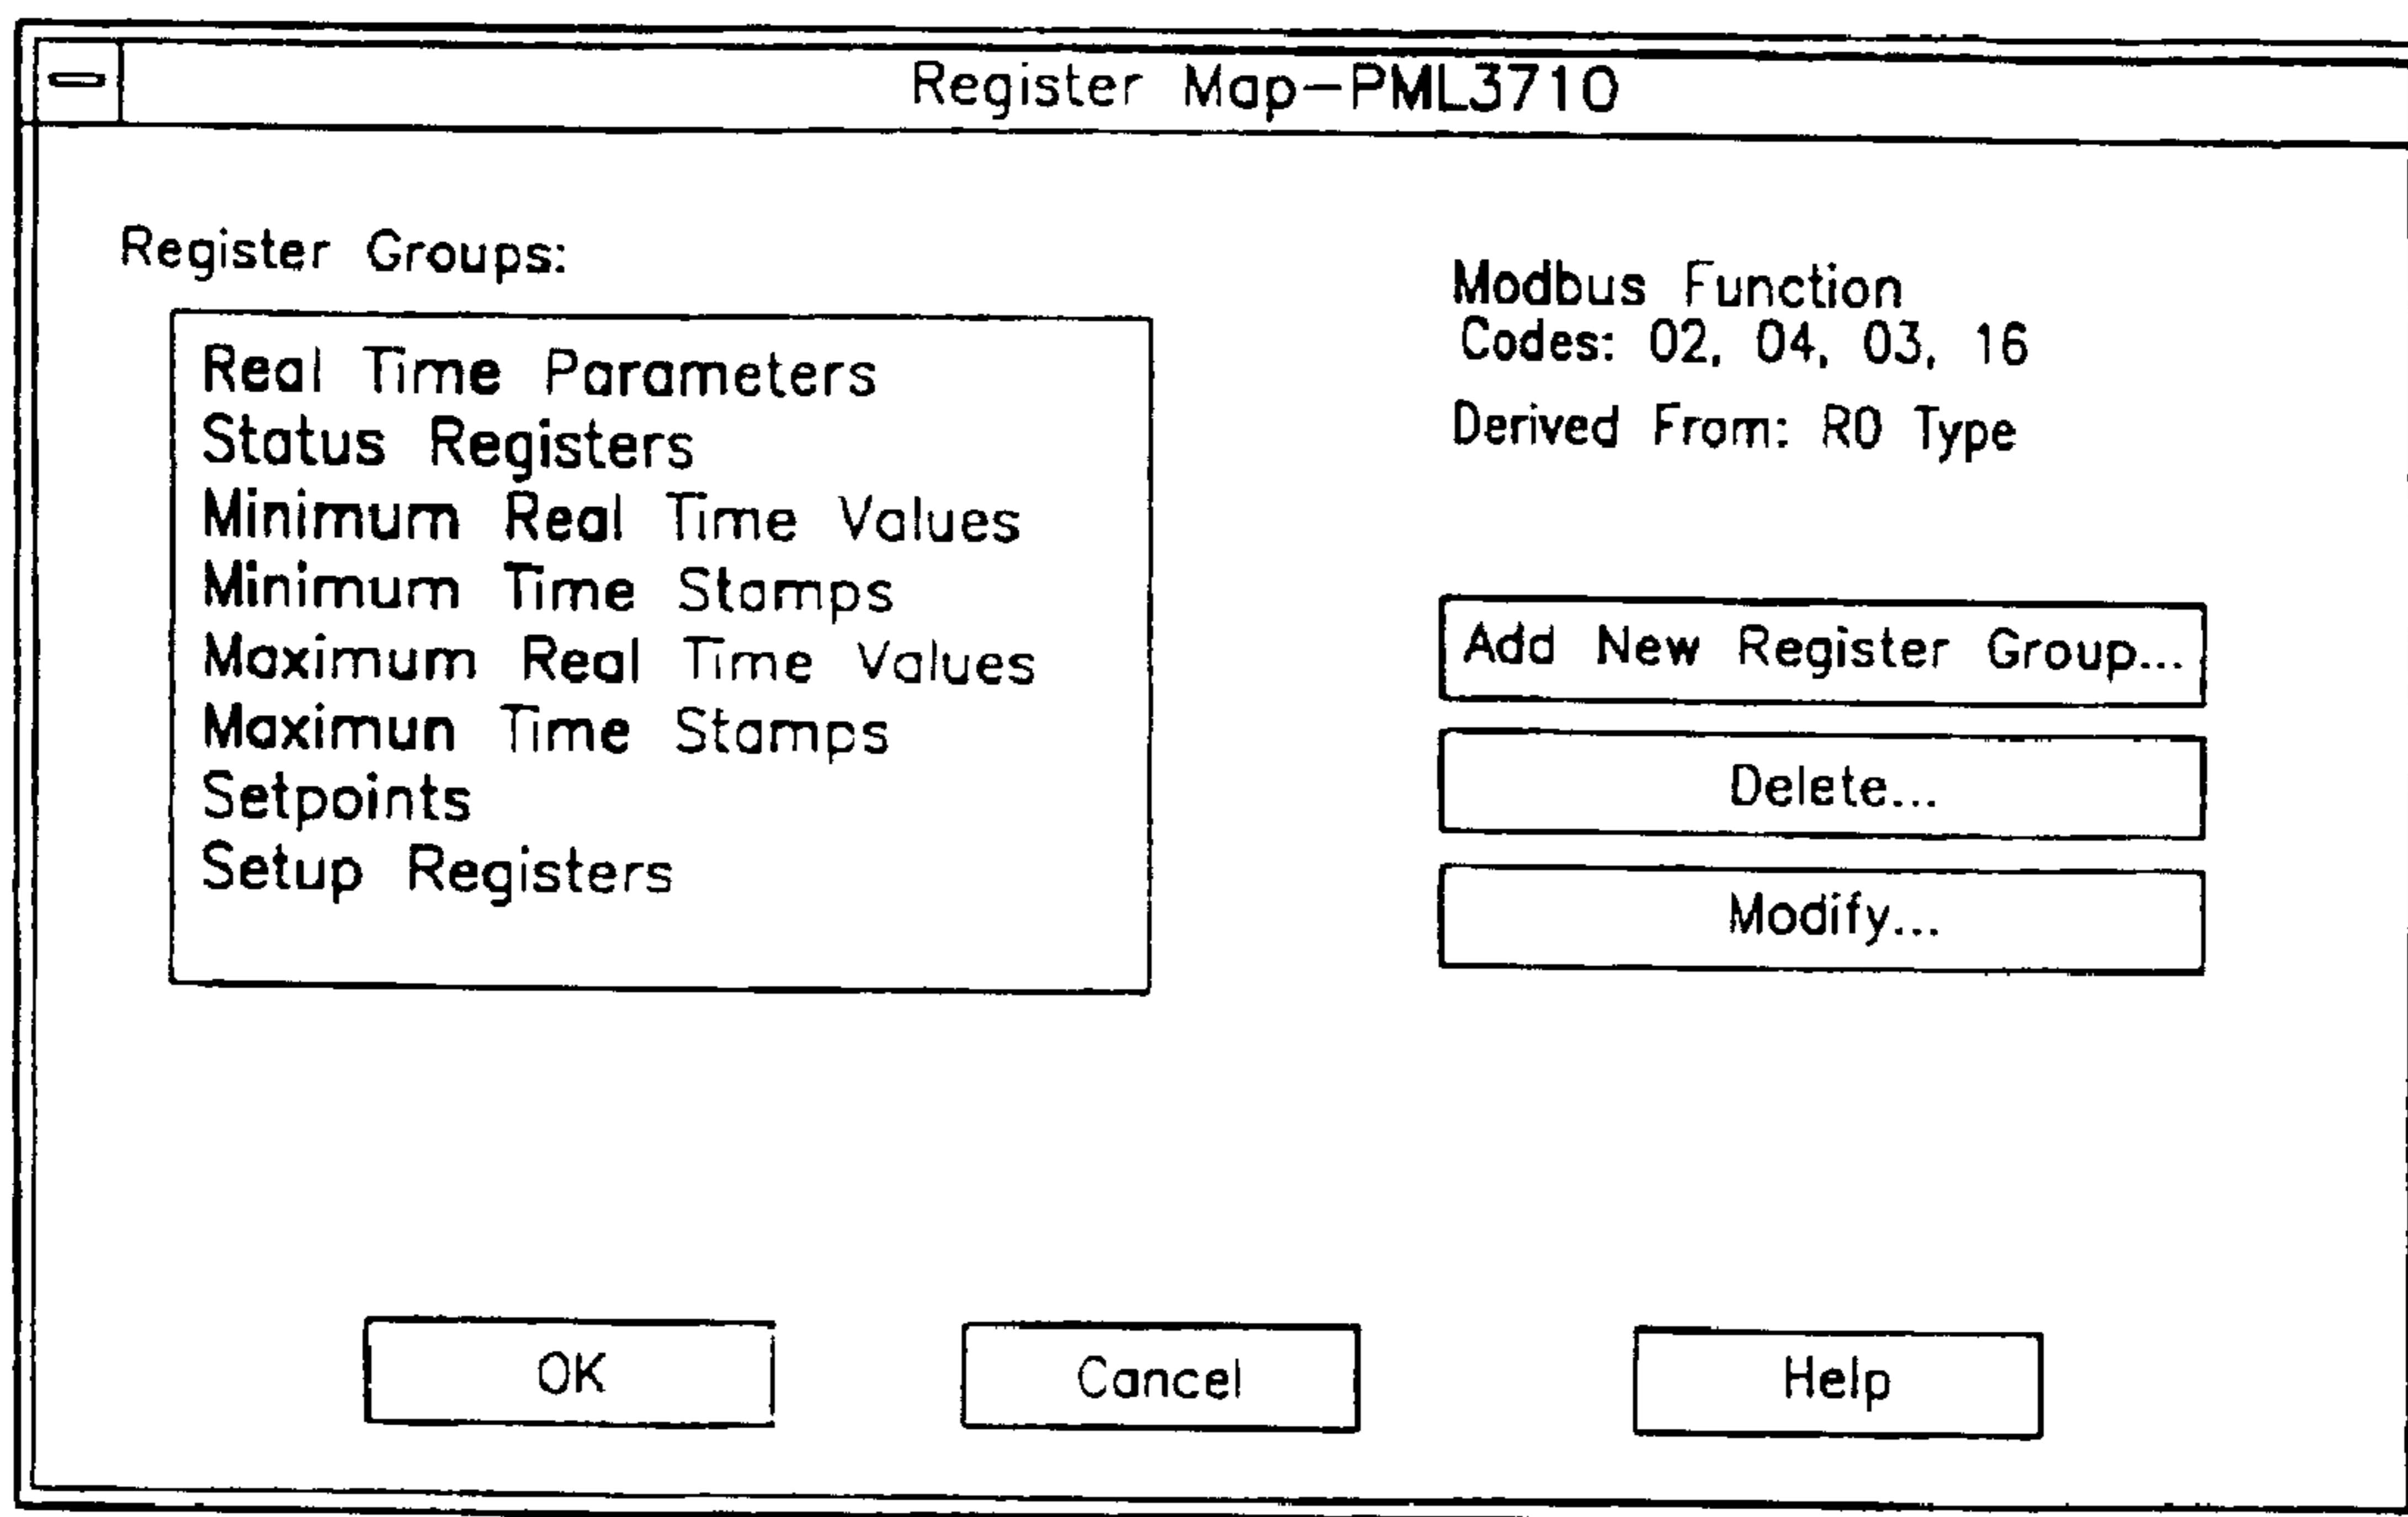 Register Map-PML3710
Register Groups:
Real Time Parameters
Status Registers
Minimum Real Time Values
Minimum Time Stamps
Maximum Real Time Values
Maximun Time Stamps
Setpoints
Setup Registers
Modbus Function
Codes: 02, 04, 03, 16
Derived From: R0 Type
Add New Register Group...
Delete...
Modify...
OK
Cancel
Help